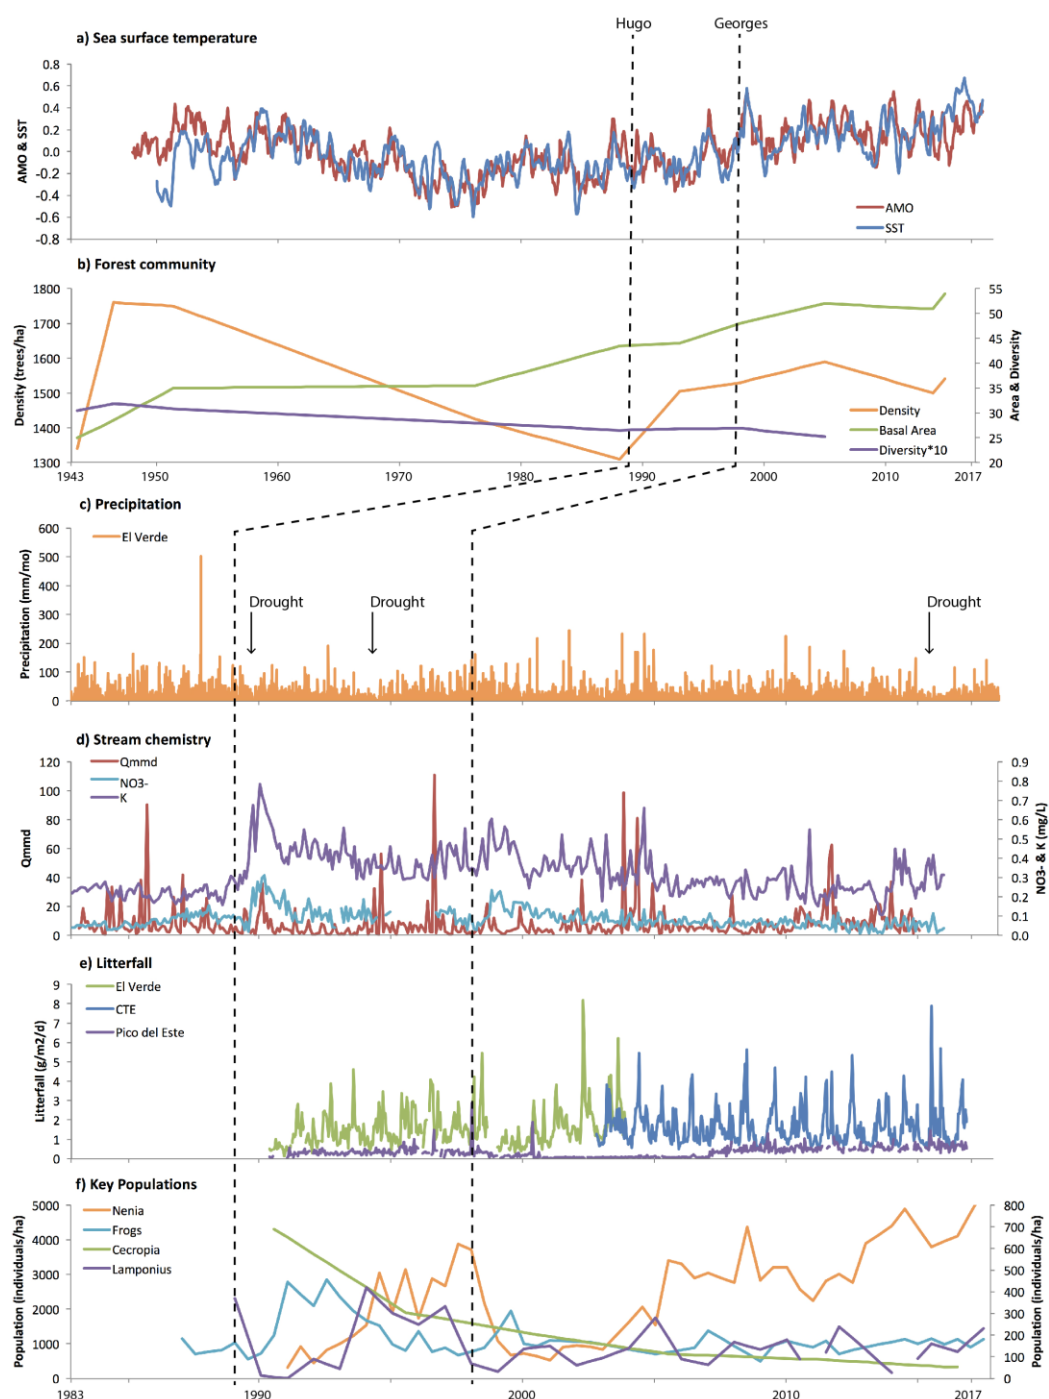 Hugo Georges
a) Sea surface temperature
AMO & SST
0.8
0.6
0.4
0.2
0.0
-0.2
-0.4
-0.6
-0.8
AMO
SST
1950 1960 1970 1980 1990 2000 2010 2017
b) Forest community
Density (trees/ha)
1800
1700
1600
1500
1400
1300
55
50
45
40
35
30
25
20
Area & Diversity
Density
Basal Area
Diversity*10
1943 1950 1960 1970 1980 1990 2000 2010 2017
c) Precipitation
Precipitation (mm/mo)
600
500
400
300
200
100
0
El Verde
Drought Drought Drought
d) Stream chemistry
Qmmd
120
100
80
60
40
20
0
Qmmd
NO3-
K
0.9
0.8
0.7
0.6
0.5
0.4
0.3
0.2
0.1
0.0
NO3- & K (mg/L)
e) Litterfall
Litterfall (g/m2/d)
9
8
7
6
5
4
3
2
1
0
El Verde
CTE
Pico del Este
f) Key Populations
Population (individuals/ha)
5000
4000
3000
2000
1000
0
Nenia
Frogs
Cecropia
Lamponius
800
700
600
500
400
300
200
100
0
Population (individuals/ha)
1983 1990 2000 2010 2017